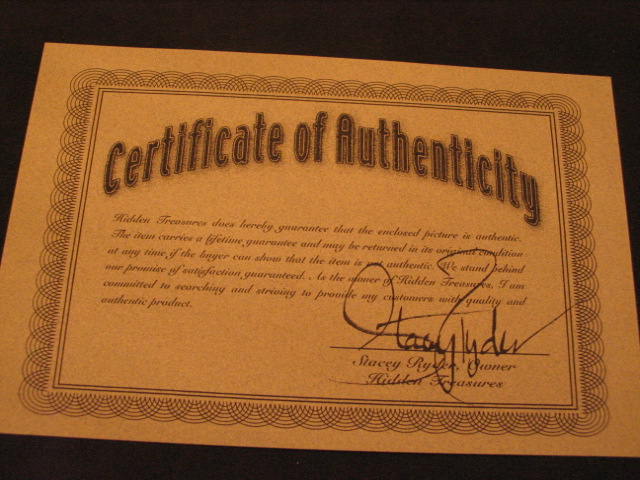 Certificate of Authenticity
Hidden Treasures does hereby guarantee that the enclosed picture is authentic.
The item carries a lifetime guarantee and may be returned in its original condition
at any time, if the buyer can show that the item is not authentic. We stand behind
our promise of satisfaction guaranteed. As the owner of Hidden Treasures, I am
committed to searching and striving to provide my customers with quality and
authentic product.
Stacey Ryder
Stacey Ryder, Owner
Hidden Treasures